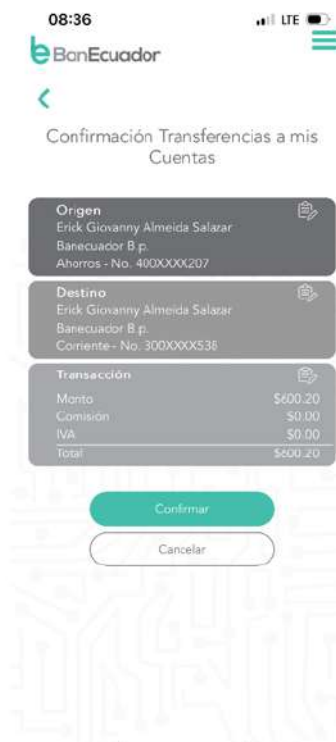 08:36
LTE
BanEcuador
Confirmación Transferencias a mis
Cuentas
Origen
Erick Giovanny Almeida Salazar
Banecuador B.p.
Ahorros - No. 400XXXX207
Destino
Erick Giovanny Almeida Salazar
Banecuador B.p.
Corriente - No. 300XXXX538
Transacción
Monto $600.20
Comisión $0.00
IVA $0.00
Total $600.20
Confirmar
Cancelar